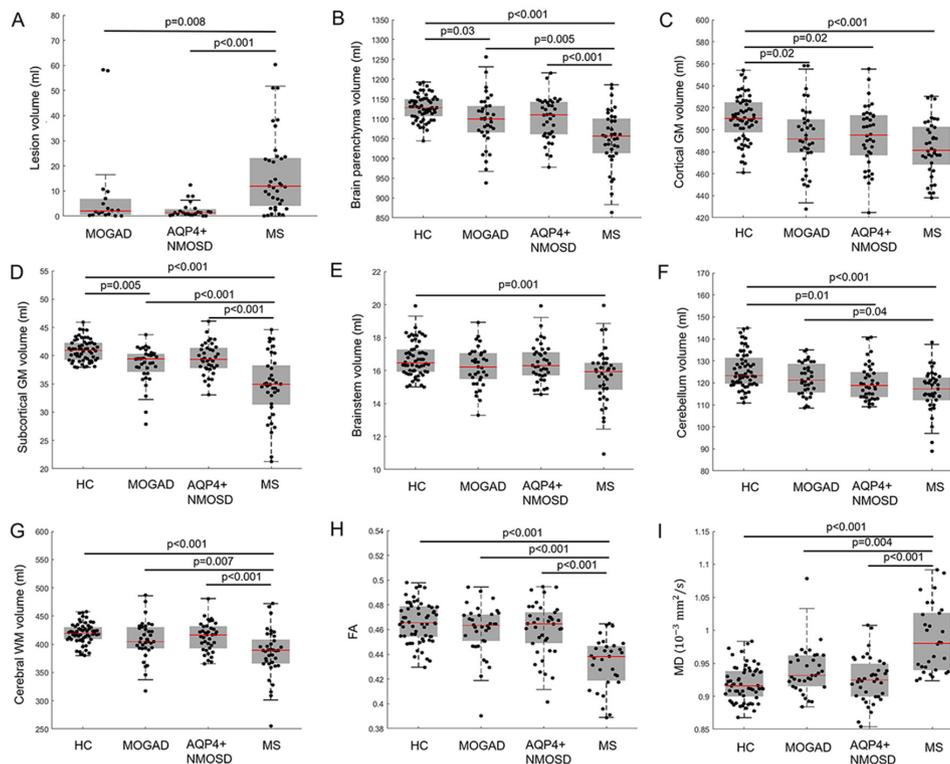 A
Lesion volume (ml)
80
70
60
50
40
30
20
10
0
p=0.008
p<0.001
MOGAD
AQP4+
NMOSD
MS
B
Brain parenchyma volume (ml)
1350
1300
1250
1200
1150
1100
1050
1000
950
900
850
p<0.001
p=0.03
p=0.005
p<0.001
HC
MOGAD
AQP4+
NMOSD
MS
C
Cortical GM volume (ml)
600
580
560
540
520
500
480
460
440
420
p<0.001
p=0.02
p=0.02
HC
MOGAD
AQP4+
NMOSD
MS
D
Subcortical GM volume (ml)
55
50
45
40
35
30
25
20
p<0.001
p=0.005
p<0.001
p<0.001
HC
MOGAD
AQP4+
NMOSD
MS
E
Brainstem volume (ml)
22
20
18
16
14
12
10
p=0.001
HC
MOGAD
AQP4+
NMOSD
MS
F
Cerebellum volume (ml)
170
160
150
140
130
120
110
100
90
80
p<0.001
p=0.01
p=0.04
HC
MOGAD
AQP4+
NMOSD
MS
G
Cerebral WM volume (ml)
600
550
500
450
400
350
300
250
p<0.001
p=0.007
p<0.001
HC
MOGAD
AQP4+
NMOSD
MS
H
FA
0.54
0.52
0.5
0.48
0.46
0.44
0.42
0.4
0.38
p<0.001
p<0.001
p<0.001
HC
MOGAD
AQP4+
NMOSD
MS
I
MD (10⁻³ mm²/s)
1.15
1.1
1.05
1
0.95
0.9
0.85
p<0.001
p=0.004
p<0.001
HC
MOGAD
AQP4+
NMOSD
MS